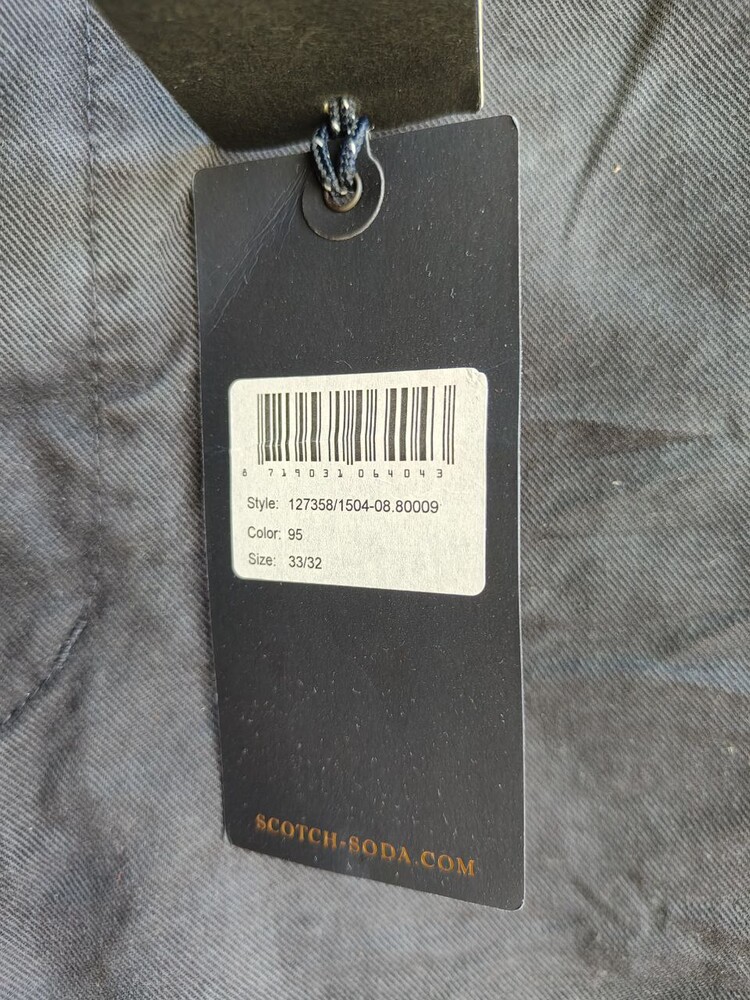 8 719031 064043
Style: 127358/1504-08.80009
Color: 95
Size: 33/32
SCOTCH-SODA.COM